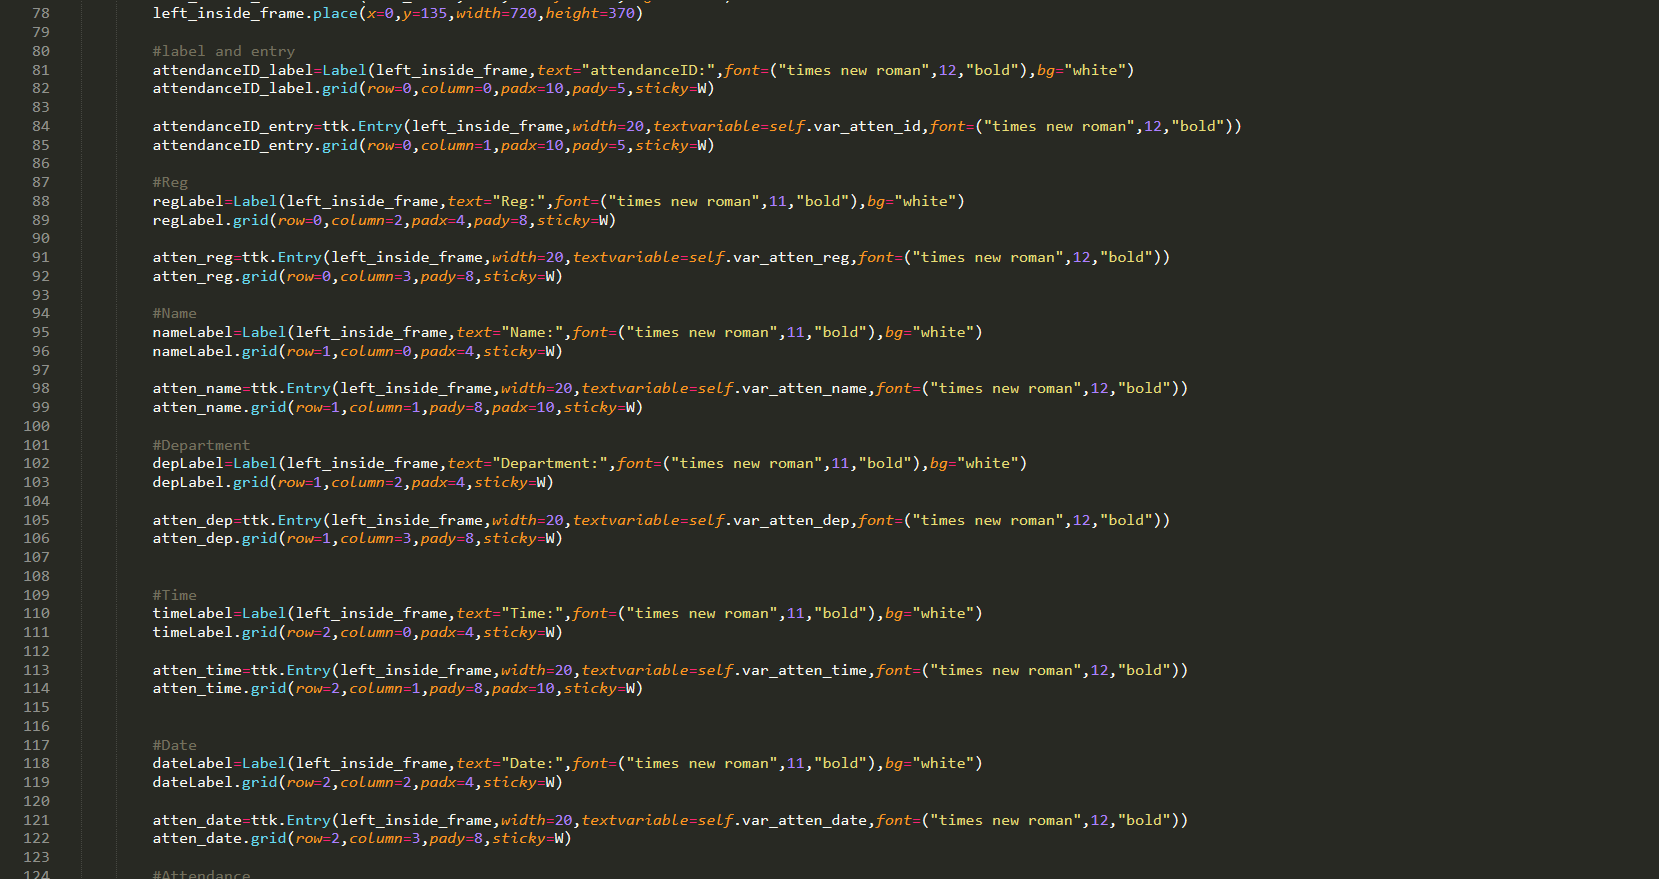 78 left_inside_frame.place(x=0,y=135,width=720,height=370)
79
80 #label and entry
81 attendanceID_label=Label(left_inside_frame,text="attendanceID:",font=("times new roman",12,"bold"),bg="white")
82 attendanceID_label.grid(row=0,column=0,padx=10,pady=5,sticky=W)
83
84 attendanceID_entry=ttk.Entry(left_inside_frame,width=20,textvariable=self.var_atten_id,font=("times new roman",12,"bold"))
85 attendanceID_entry.grid(row=0,column=1,padx=10,pady=5,sticky=W)
86
87 #Reg
88 regLabel=Label(left_inside_frame,text="Reg:",font=("times new roman",11,"bold"),bg="white")
89 regLabel.grid(row=0,column=2,padx=4,pady=8,sticky=W)
90
91 atten_reg=ttk.Entry(left_inside_frame,width=20,textvariable=self.var_atten_reg,font=("times new roman",12,"bold"))
92 atten_reg.grid(row=0,column=3,pady=8,sticky=W)
93
94 #Name
95 nameLabel=Label(left_inside_frame,text="Name:",font=("times new roman",11,"bold"),bg="white")
96 nameLabel.grid(row=1,column=0,padx=4,sticky=W)
97
98 atten_name=ttk.Entry(left_inside_frame,width=20,textvariable=self.var_atten_name,font=("times new roman",12,"bold"))
99 atten_name.grid(row=1,column=1,pady=8,padx=10,sticky=W)
100
101 #Department
102 depLabel=Label(left_inside_frame,text="Department:",font=("times new roman",11,"bold"),bg="white")
103 depLabel.grid(row=1,column=2,padx=4,sticky=W)
104
105 atten_dep=ttk.Entry(left_inside_frame,width=20,textvariable=self.var_atten_dep,font=("times new roman",12,"bold"))
106 atten_dep.grid(row=1,column=3,pady=8,sticky=W)
107
108
109 #Time
110 timeLabel=Label(left_inside_frame,text="Time:",font=("times new roman",11,"bold"),bg="white")
111 timeLabel.grid(row=2,column=0,padx=4,sticky=W)
112
113 atten_time=ttk.Entry(left_inside_frame,width=20,textvariable=self.var_atten_time,font=("times new roman",12,"bold"))
114 atten_time.grid(row=2,column=1,pady=8,padx=10,sticky=W)
115
116
117 #Date
118 dateLabel=Label(left_inside_frame,text="Date:",font=("times new roman",11,"bold"),bg="white")
119 dateLabel.grid(row=2,column=2,padx=4,sticky=W)
120
121 atten_date=ttk.Entry(left_inside_frame,width=20,textvariable=self.var_atten_date,font=("times new roman",12,"bold"))
122 atten_date.grid(row=2,column=3,pady=8,sticky=W)
123
124 #Attendance